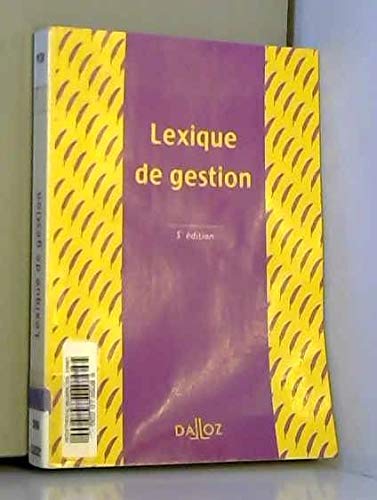 Lexique
de gestion
5e édition
DALLOZ
Lexique de gestion